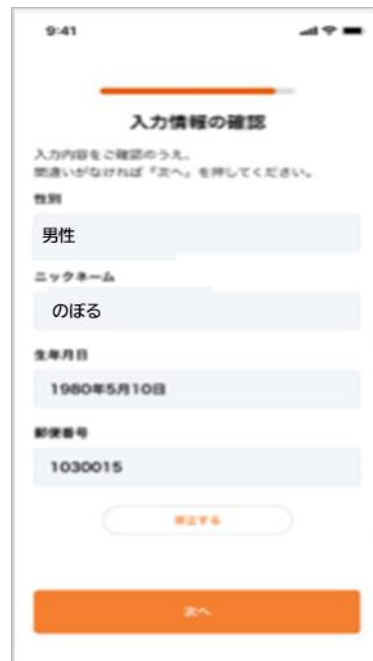 9:41
入力情報の確認
入力内容をご確認のうえ、
間違いがなければ「次へ」を押してください。
性別
男性
ニックネーム
のぼる
生年月日
1980年5月10日
郵便番号
1030015
修正する
次へ